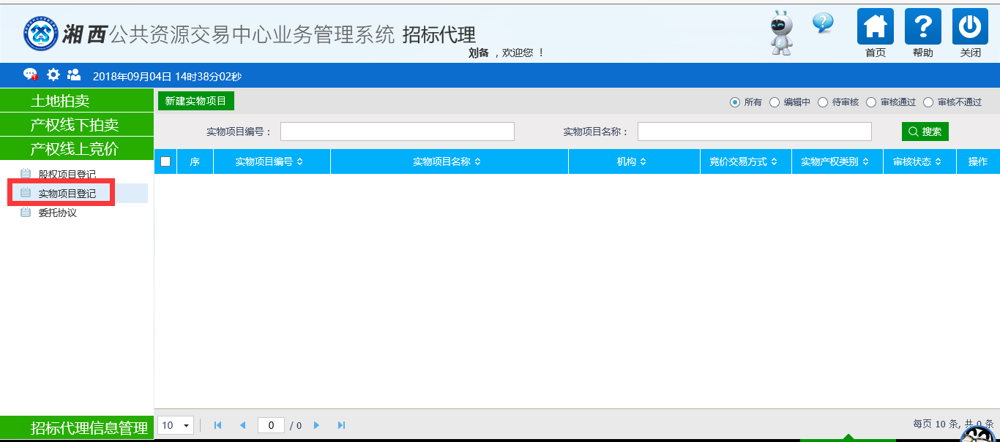 湘西公共资源交易中心业务管理系统 招标代理
刘备 ，欢迎您 ！
首页 帮助 关闭
2018年09月04日 14时38分02秒
土地拍卖
产权线下拍卖
产权线上竞价
股权项目登记
实物项目登记
委托协议
招标代理信息管理
新建实物项目
所有 编辑中 待审核 审核通过 审核不通过
实物项目编号： 实物项目名称： 搜索
序 实物项目编号 实物项目名称 机构 竞价交易方式 实物产权类别 审核状态 操作
10 0 / 0 每页 10 条, 共 0 条